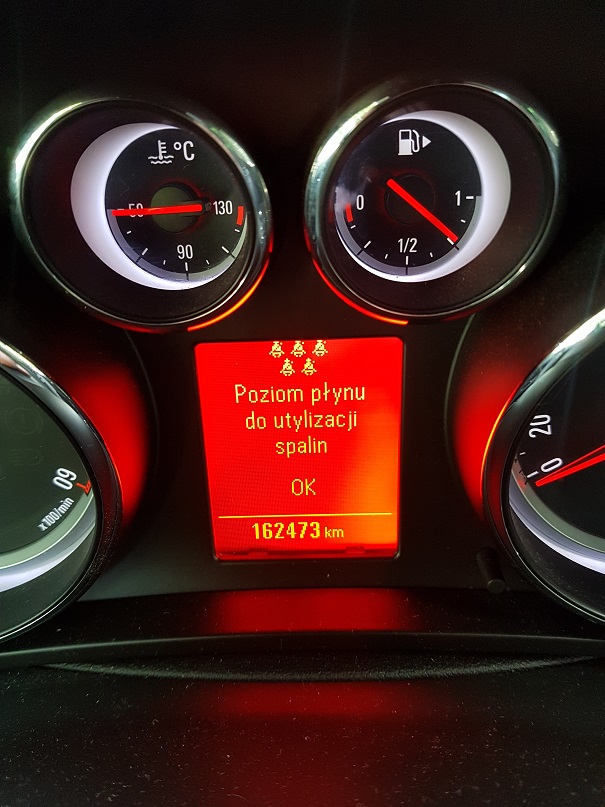 °C
50
130
90
0
1
1/2
Poziom płynu
do utylizacji
spalin
OK
162473 km
60
x100/min
20
0